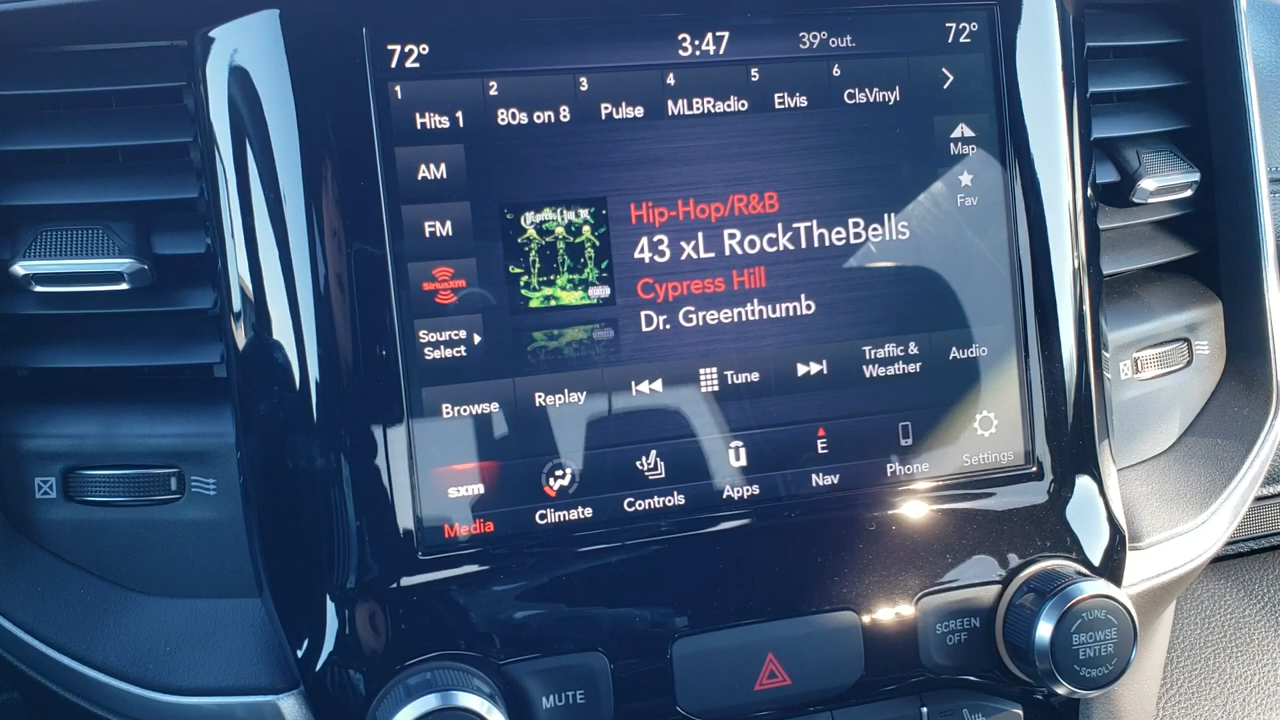 72°
3:47
39° out.
72°
1
Hits 1
2
80s on 8
3
Pulse
4
MLBRadio
5
Elvis
6
ClsVinyl
AM
FM
SiriusXm
Source
Select
Cypress Hill IV
Hip-Hop/R&B
43 xL RockTheBells
Cypress Hill
Dr. Greenthumb
Map
Fav
Browse
Replay
Tune
Traffic &
Weather
Audio
sxm
Media
Climate
Controls
ū
Apps
E
Nav
Phone
Settings
MUTE
SCREEN
OFF
TUNE
BROWSE
ENTER
SCROLL